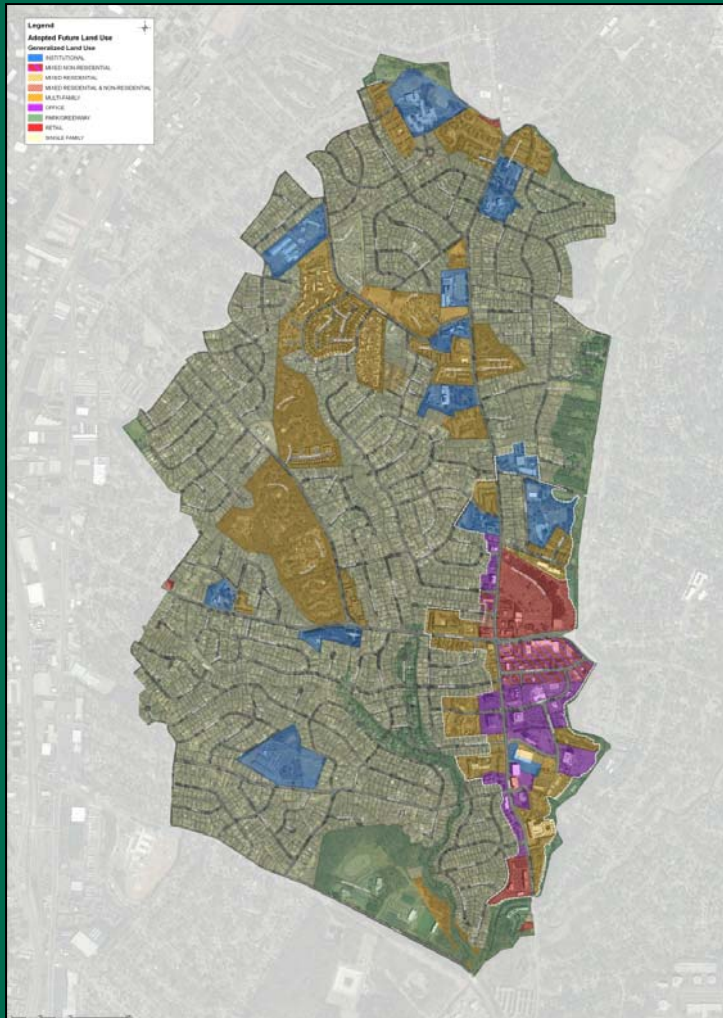 Legend
Adopted Future Land Use
Generalized Land Use
INSTITUTIONAL
MIXED NON-RESIDENTIAL
MIXED RESIDENTIAL
MIXED RESIDENTIAL & NON-RESIDENTIAL
MULTI-FAMILY
OFFICE
PARK/GREENWAY
RETAIL
SINGLE FAMILY